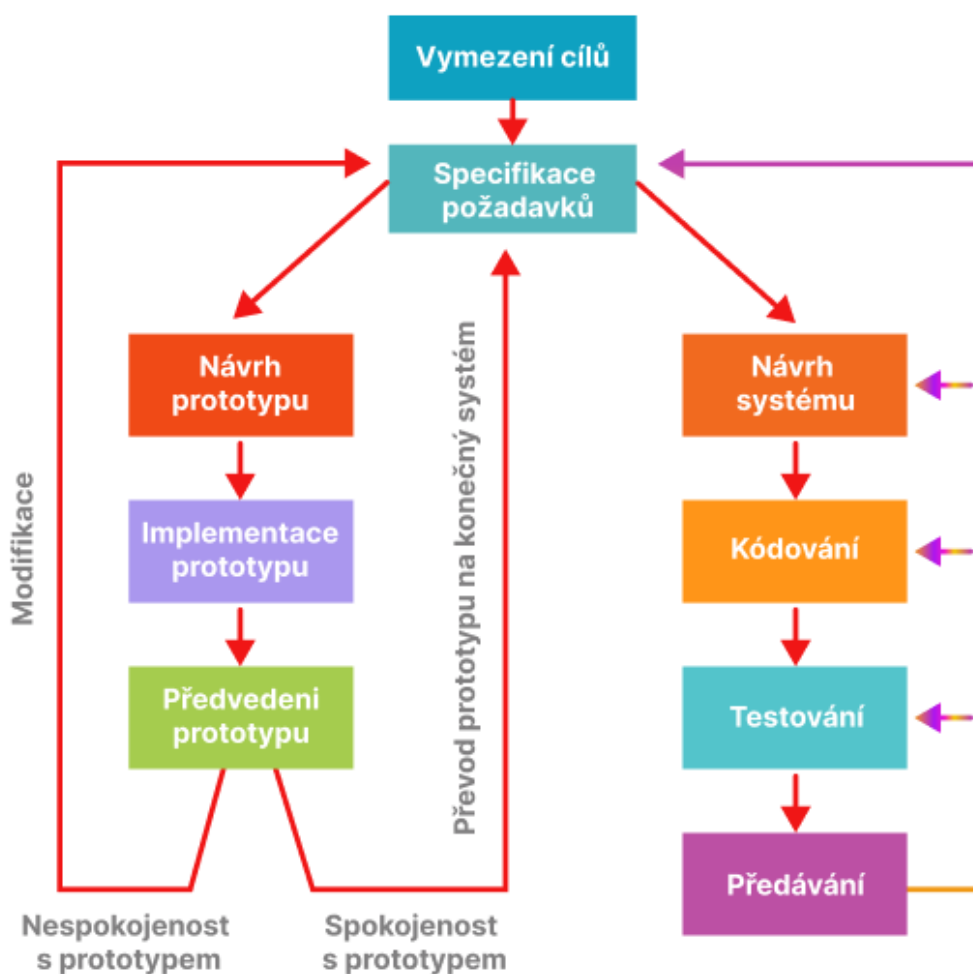 Vymezení cílů
Specifikace
požadavků
Návrh
prototypu
Implementace
prototypu
Předvedeni
prototypu
Modifikace
Nespokojenost
s prototypem
Spokojenost
s prototypem
Převod prototypu na konečný systém
Návrh
systému
Kódování
Testování
Předávání